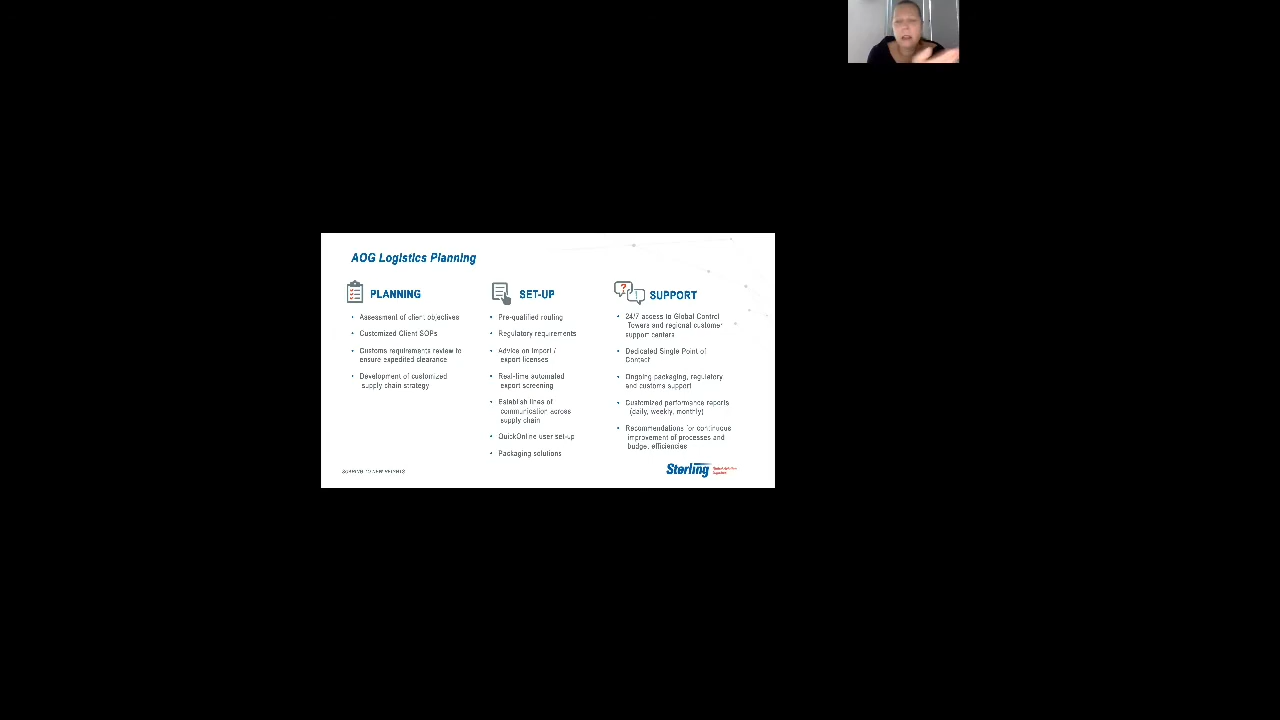 AOG Logistics Planning
PLANNING
• Assessment of client objectives
• Customized Client SOPs
• Customs requirements review to
ensure expedited clearance
• Development of customized
supply chain strategy
SET-UP
• Pre-qualified routing
• Regulatory requirements
• Advice on import /
export licenses
• Real-time automated
export screening
• Establish lines of
communication across
supply chain
• QuickOnline user set-up
• Packaging solutions
?
!
SUPPORT
• 24/7 access to Global Control
Towers and regional customer
support centers
• Dedicated Single Point of
Contact
• Ongoing packaging, regulatory
and customs support
• Customized performance reports
(daily, weekly, monthly)
• Recommendations for continuous
improvement of processes and
budget efficiencies
TO NEW HEIGHTS
Sterling